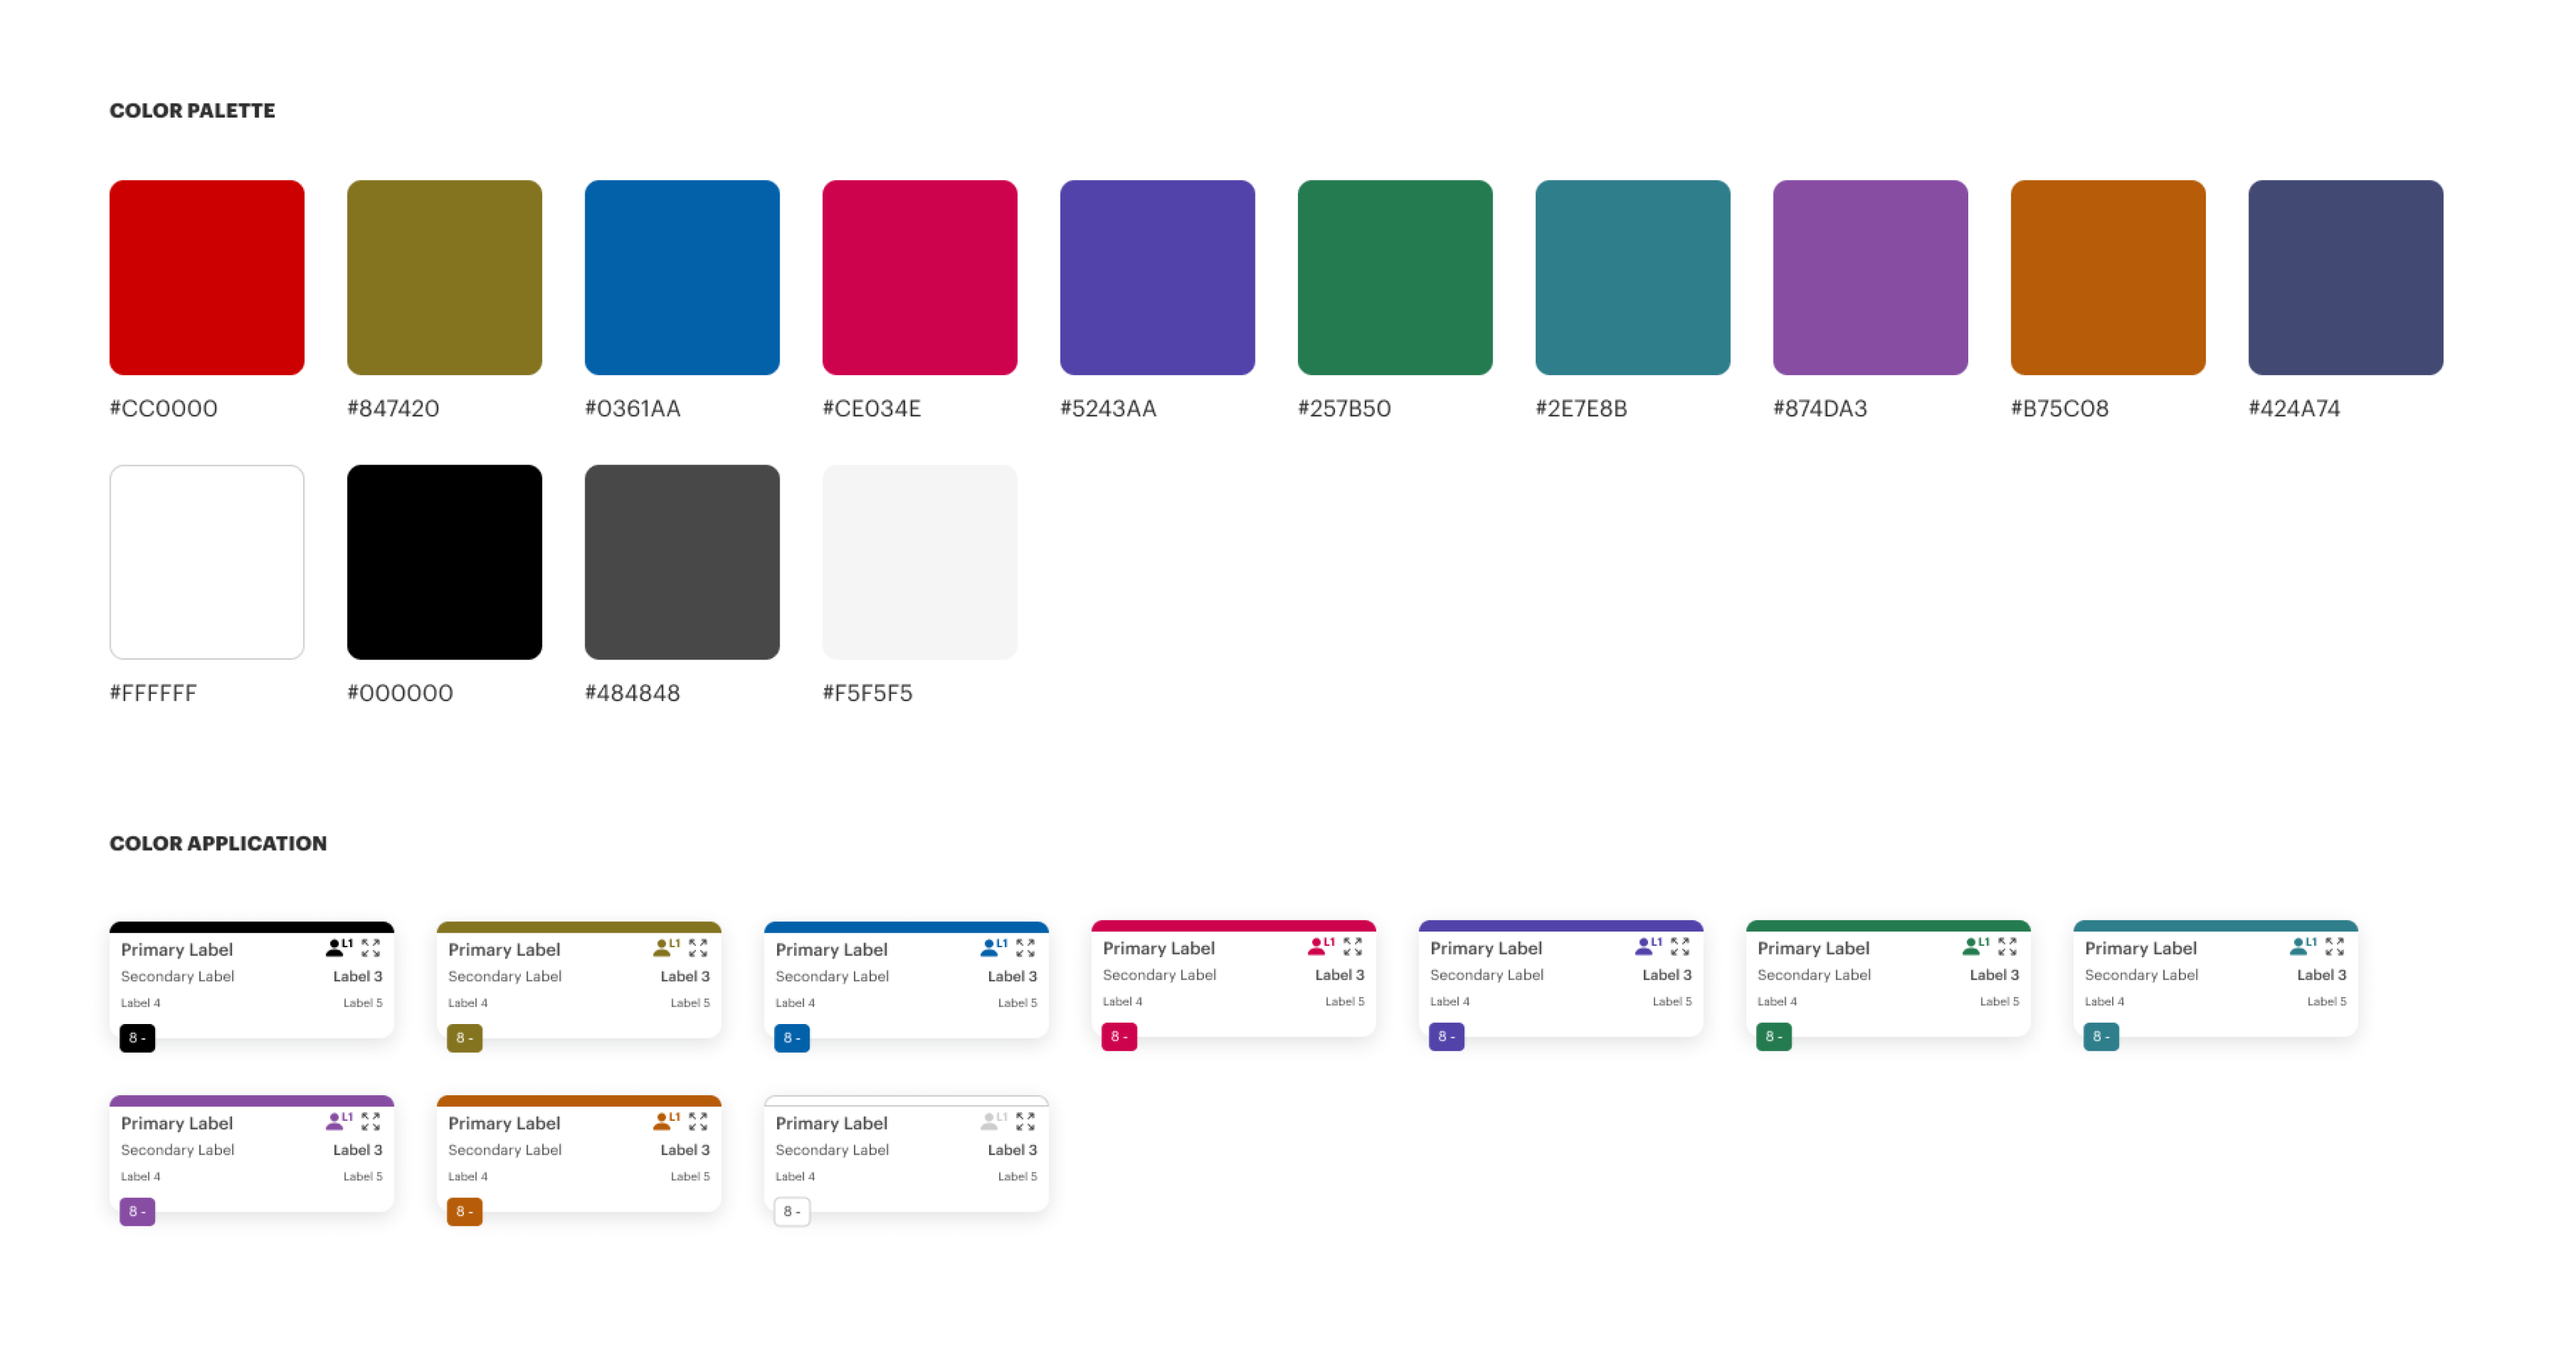 COLOR PALETTE
#CC0000 #847420 #0361AA #CE034E #5243AA #257B50 #2E7E8B #874DA3 #B75C08 #424A74
#FFFFFF #000000 #484848 #F5F5F5
COLOR APPLICATION
Primary Label L1 Primary Label L1 Primary Label L1 Primary Label L1 Primary Label L1 Primary Label L1 Primary Label L1
Secondary Label Label 3 Secondary Label Label 3 Secondary Label Label 3 Secondary Label Label 3 Secondary Label Label 3 Secondary Label Label 3 Secondary Label Label 3
Label 4 Label 5 Label 4 Label 5 Label 4 Label 5 Label 4 Label 5 Label 4 Label 5 Label 4 Label 5 Label 4 Label 5
8 - 8 - 8 - 8 - 8 - 8 - 8 -
Primary Label L1 Primary Label L1 Primary Label L1
Secondary Label Label 3 Secondary Label Label 3 Secondary Label Label 3
Label 4 Label 5 Label 4 Label 5 Label 4 Label 5
8 - 8 - 8 -